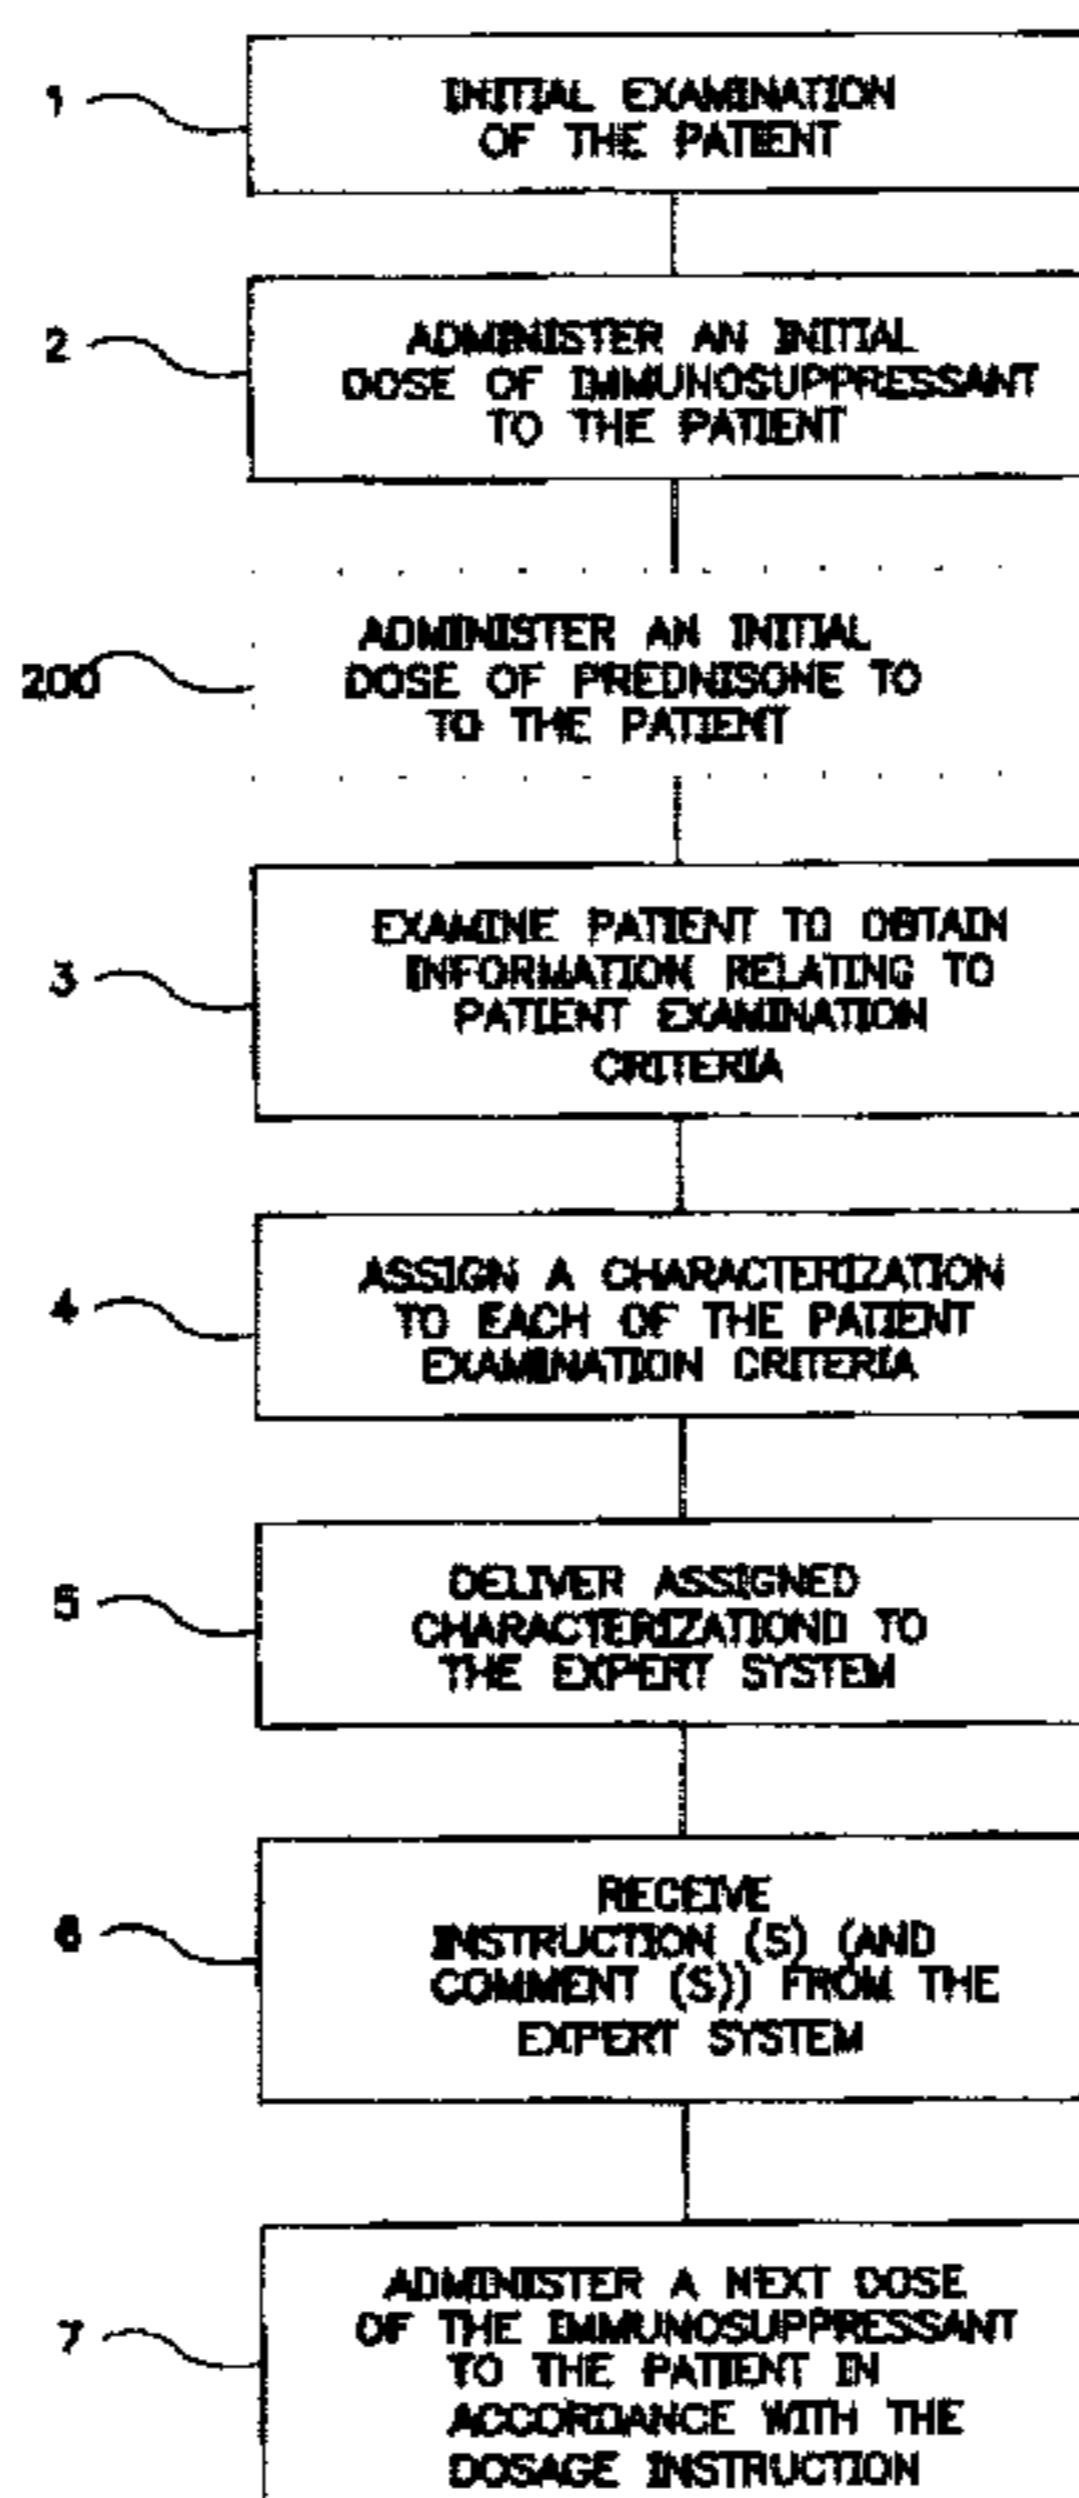 1
INITIAL EXAMINATION
OF THE PATIENT
2
ADMINISTER AN INITIAL
DOSE OF IMMUNOSUPPRESSANT
TO THE PATIENT
200
ADMINISTER AN INITIAL
DOSE OF PREDNISONE TO
TO THE PATIENT
3
EXAMINE PATIENT TO OBTAIN
INFORMATION RELATING TO
PATIENT EXAMINATION
CRITERIA
4
ASSIGN A CHARACTERIZATION
TO EACH OF THE PATIENT
EXAMINATION CRITERIA
5
DELIVER ASSIGNED
CHARACTERIZATIOND TO
THE EXPERT SYSTEM
6
RECEIVE
INSTRUCTION (S) (AND
COMMENT (S)) FROM THE
EXPERT SYSTEM
7
ADMINISTER A NEXT DOSE
OF THE IMMUNOSUPPRESSANT
TO THE PATIENT IN
ACCORDANCE WITH THE
DOSAGE INSTRUCTION